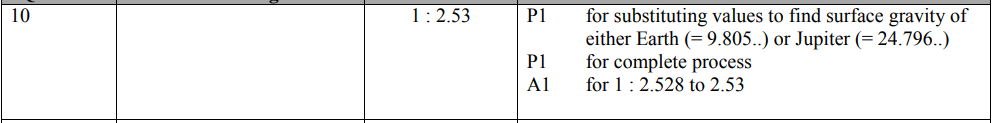 10
1 : 2.53
P1 for substituting values to find surface gravity of
either Earth (= 9.805..) or Jupiter (= 24.796..)
P1 for complete process
A1 for 1 : 2.528 to 2.53